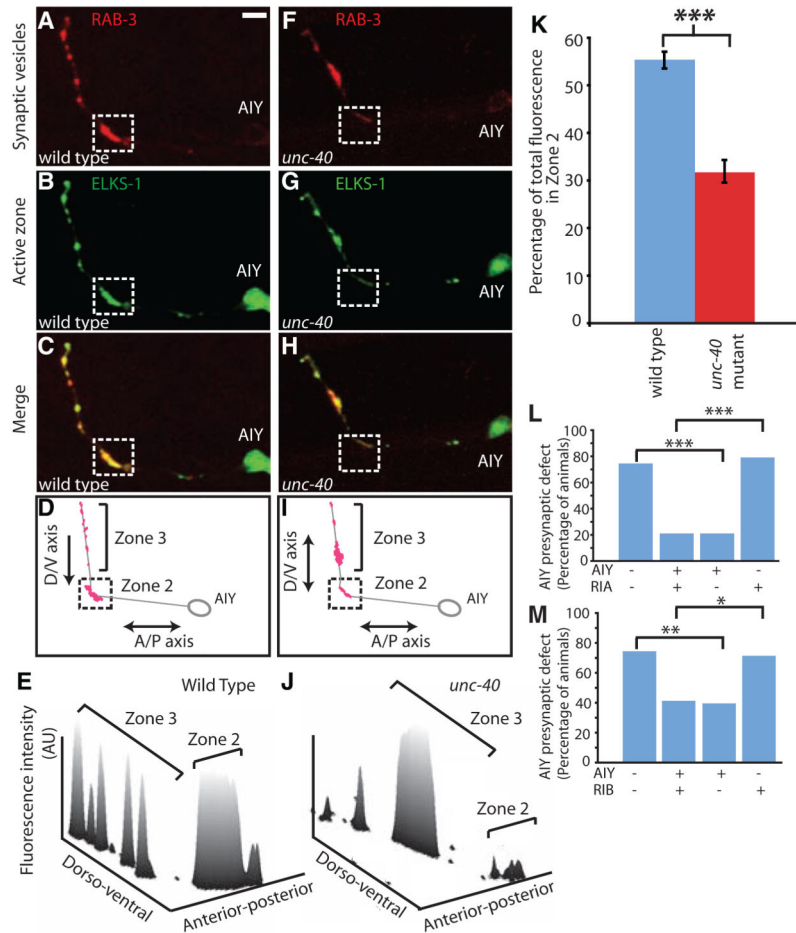 A
RAB-3
Synaptic vesicles
AIY
wild type
F
RAB-3
AIY
unc-40
B
ELKS-1
Active zone
AIY
wild type
G
ELKS-1
AIY
unc-40
C
Merge
AIY
wild type
H
AIY
unc-40
D
D/V axis
Zone 3
Zone 2
AIY
A/P axis
I
D/V axis
Zone 3
Zone 2
AIY
A/P axis
E
Wild Type
Zone 3
Zone 2
Fluorescence intensity
(AU)
Dorso-ventral
Anterior-posterior
J
unc-40
Zone 3
Zone 2
Dorso-ventral
Anterior-posterior
K
***
Percentage of total fluorescence
in Zone 2
60
50
40
30
20
10
0
wild type
unc-40
mutant
L
***
***
AIY presynaptic defect
(Percentage of animals)
100
80
60
40
20
0
AIY - + + -
RIA - + - +
M
*
**
AIY presynaptic defect
(Percentage of animals)
100
80
60
40
20
0
AIY - + + -
RIB - + - +